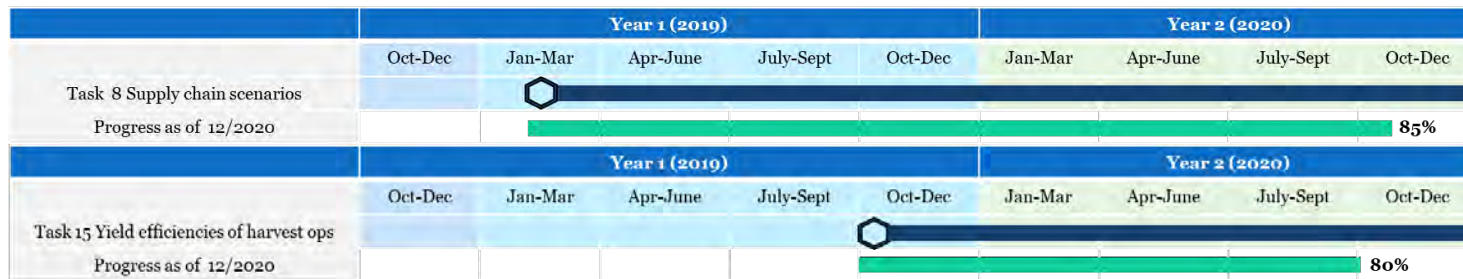 Year 1 (2019) Year 2 (2020)
Oct-Dec Jan-Mar Apr-June July-Sept Oct-Dec Jan-Mar Apr-June July-Sept Oct-Dec
Task 8 Supply chain scenarios
Progress as of 12/2020 85%
Year 1 (2019) Year 2 (2020)
Oct-Dec Jan-Mar Apr-June July-Sept Oct-Dec Jan-Mar Apr-June July-Sept Oct-Dec
Task 15 Yield efficiencies of harvest ops
Progress as of 12/2020 80%